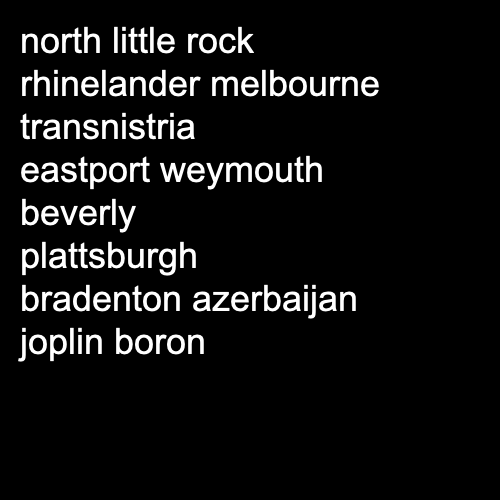 north little rock
rhinelander melbourne
transnistria
eastport weymouth
beverly
plattsburgh
bradenton azerbaijan
joplin boron